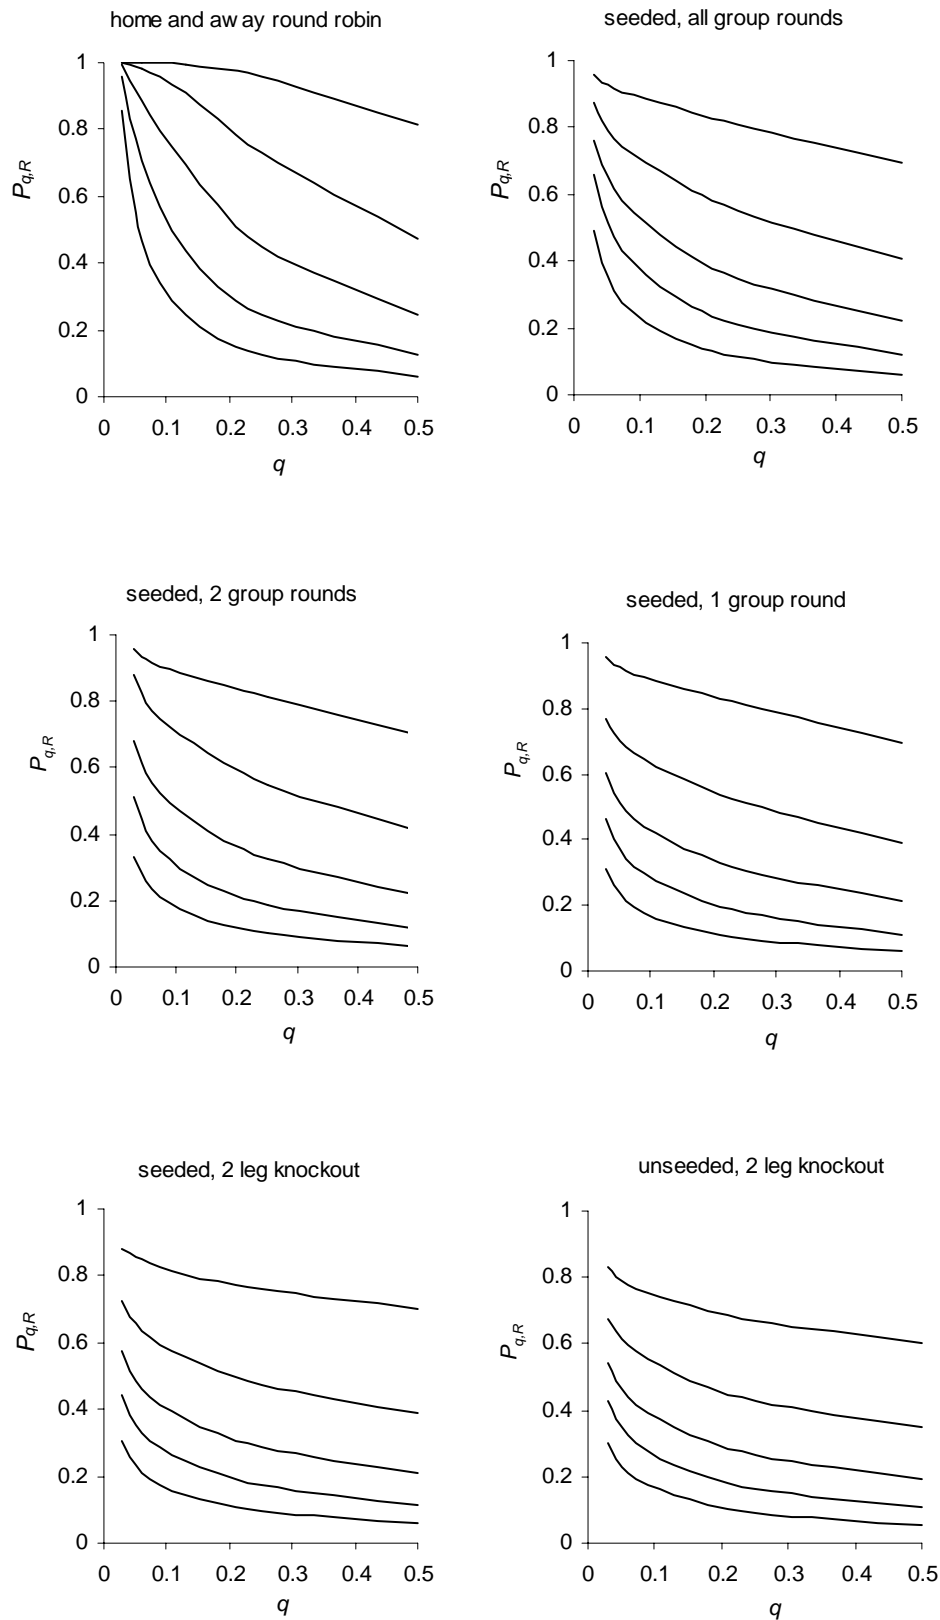 home and away round robin
1
0.8
0.6
0.4
0.2
0
P_{q,R}
0 0.1 0.2 0.3 0.4 0.5
q
seeded, all group rounds
1
0.8
0.6
0.4
0.2
0
P_{q,R}
0 0.1 0.2 0.3 0.4 0.5
q
seeded, 2 group rounds
1
0.8
0.6
0.4
0.2
0
P_{q,R}
0 0.1 0.2 0.3 0.4 0.5
q
seeded, 1 group round
1
0.8
0.6
0.4
0.2
0
P_{q,R}
0 0.1 0.2 0.3 0.4 0.5
q
seeded, 2 leg knockout
1
0.8
0.6
0.4
0.2
0
P_{q,R}
0 0.1 0.2 0.3 0.4 0.5
q
unseeded, 2 leg knockout
1
0.8
0.6
0.4
0.2
0
P_{q,R}
0 0.1 0.2 0.3 0.4 0.5
q